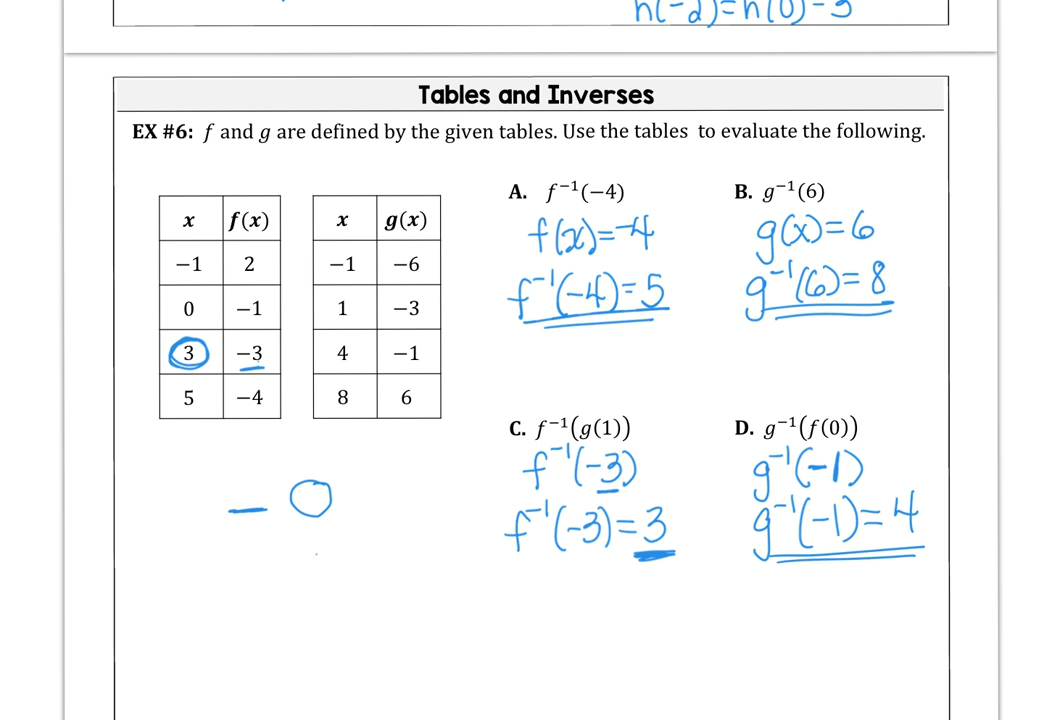 h(-2)=h(0)-3
Tables and Inverses
EX #6: f and g are defined by the given tables. Use the tables to evaluate the following.
x f(x)
−1 2
0 −1
3 −3
5 −4
x g(x)
−1 −6
1 −3
4 −1
8 6
A. f⁻¹(−4)
f(x)=-4
f⁻¹(-4)=5
B. g⁻¹(6)
g(x)=6
g⁻¹(6)=8
C. f⁻¹(g(1))
f⁻¹(-3)
f⁻¹(-3)=3
D. g⁻¹(f(0))
g⁻¹(-1)
g⁻¹(-1)=4